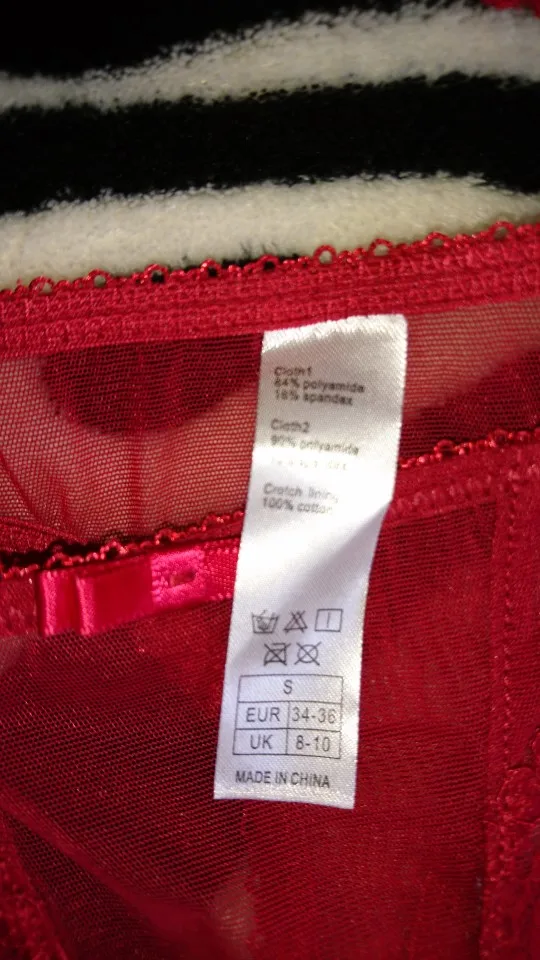 Cloth1
84% polyamide
16% spandex
Cloth2
90% polyamide
Crotch lining
100% cotton
S
EUR 34-36
UK 8-10
MADE IN CHINA